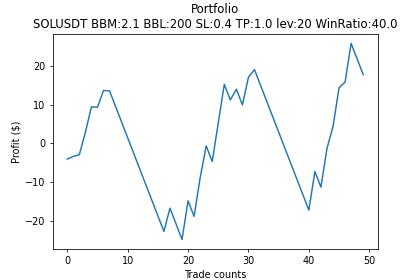 Portfolio
SOLUSDT BBM:2.1 BBL:200 SL:0.4 TP:1.0 lev:20 WinRatio:40.0
20
10
0
−10
−20
Profit ($)
0
10
20
30
40
50
Trade counts